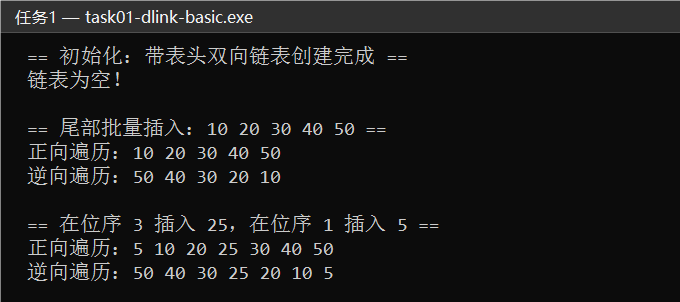 任务1 — task01-dlink-basic.exe
== 初始化：带表头双向链表创建完成 ==
链表为空！
== 尾部批量插入：10 20 30 40 50 ==
正向遍历：10 20 30 40 50
逆向遍历：50 40 30 20 10
== 在位序 3 插入 25，在位序 1 插入 5 ==
正向遍历：5 10 20 25 30 40 50
逆向遍历：50 40 30 25 20 10 5